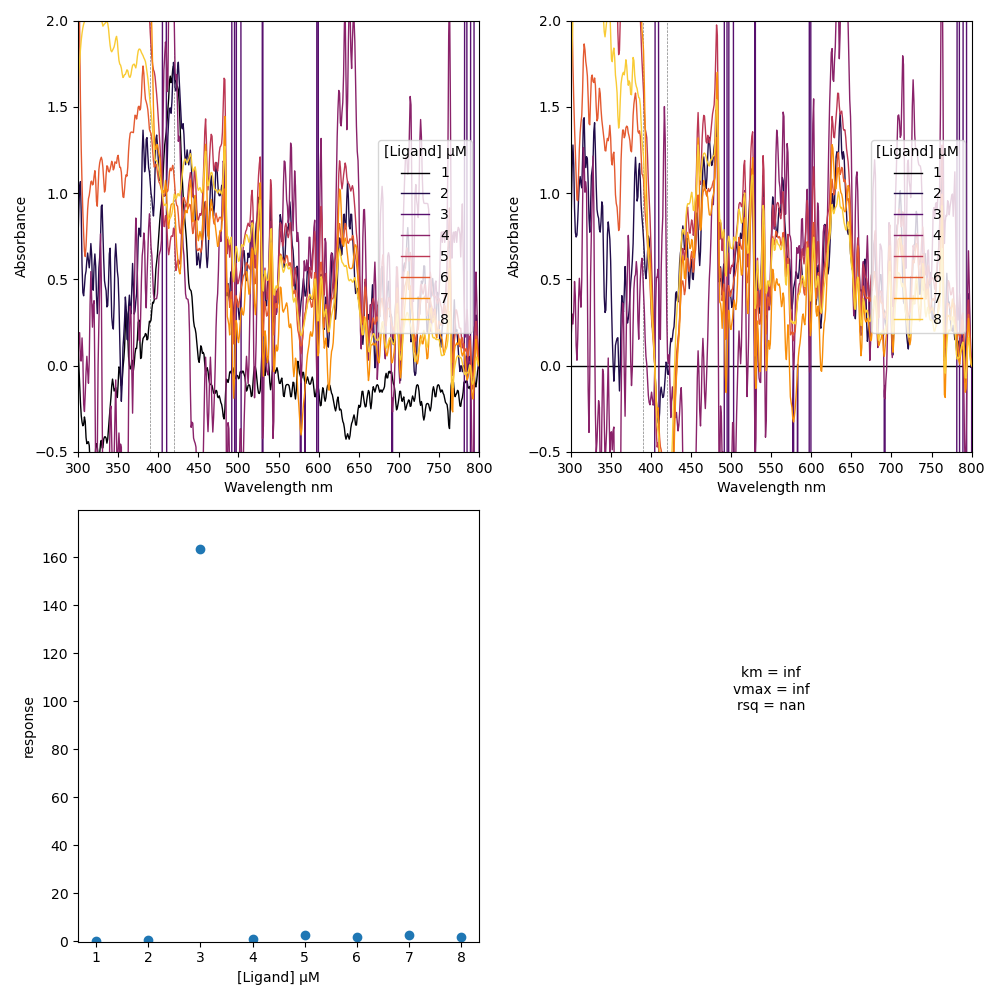 2.0
1.5
1.0
0.5
0.0
−0.5
Absorbance
300 350 400 450 500 550 600 650 700 750 800
Wavelength nm
[Ligand] μM
1
2
3
4
5
6
7
8
2.0
1.5
1.0
0.5
0.0
−0.5
Absorbance
300 350 400 450 500 550 600 650 700 750 800
Wavelength nm
[Ligand] μM
1
2
3
4
5
6
7
8
160
140
120
100
80
60
40
20
0
response
1 2 3 4 5 6 7 8
[Ligand] μM
km = inf
vmax = inf
rsq = nan